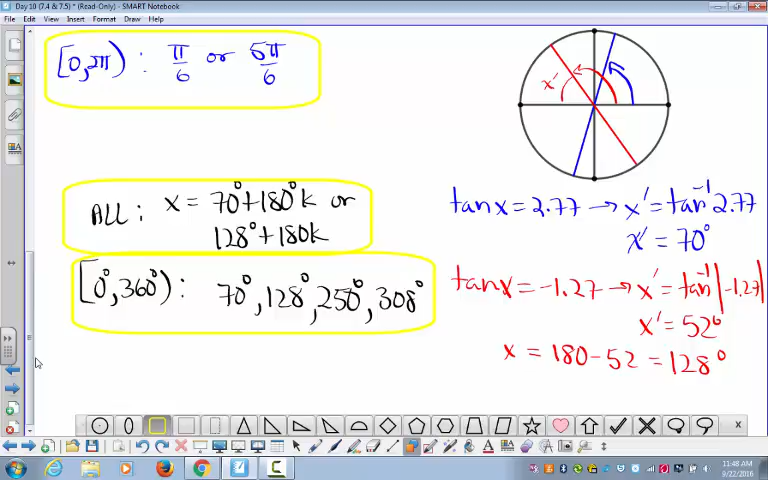 Day 10 (7.4 & 7.5) * (Read-Only) - SMART Notebook
File Edit View Insert Format Tools Draw Help
[0, 2π) : π/6 or 5π/6
x'
ALL: x = 70°+180°k or
128°+180k
[0°, 360°) : 70°, 128°, 250°, 308°
tan x = 2.77 → x' = tan⁻¹ 2.77
x' = 70°
tan x = -1.27 → x' = tan⁻¹|-1.27|
x' = 52°
x = 180 - 52 = 128°
11:48 AM
9/22/2016